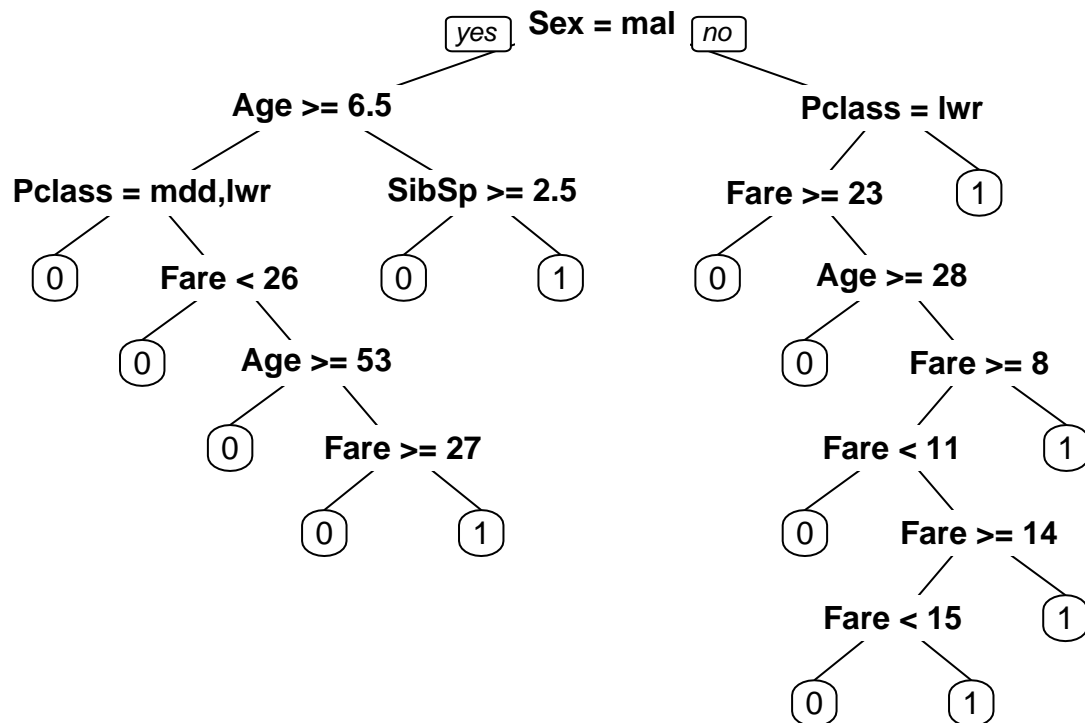 yes Sex = mal no
Age >= 6.5 Pclass = lwr
Pclass = mdd,lwr SibSp >= 2.5 Fare >= 23 1
0 Fare < 26 0 1 0 Age >= 28
0 Age >= 53 0 Fare >= 8
0 Fare >= 27 Fare < 11 1
0 1 0 Fare >= 14
Fare < 15 1
0 1